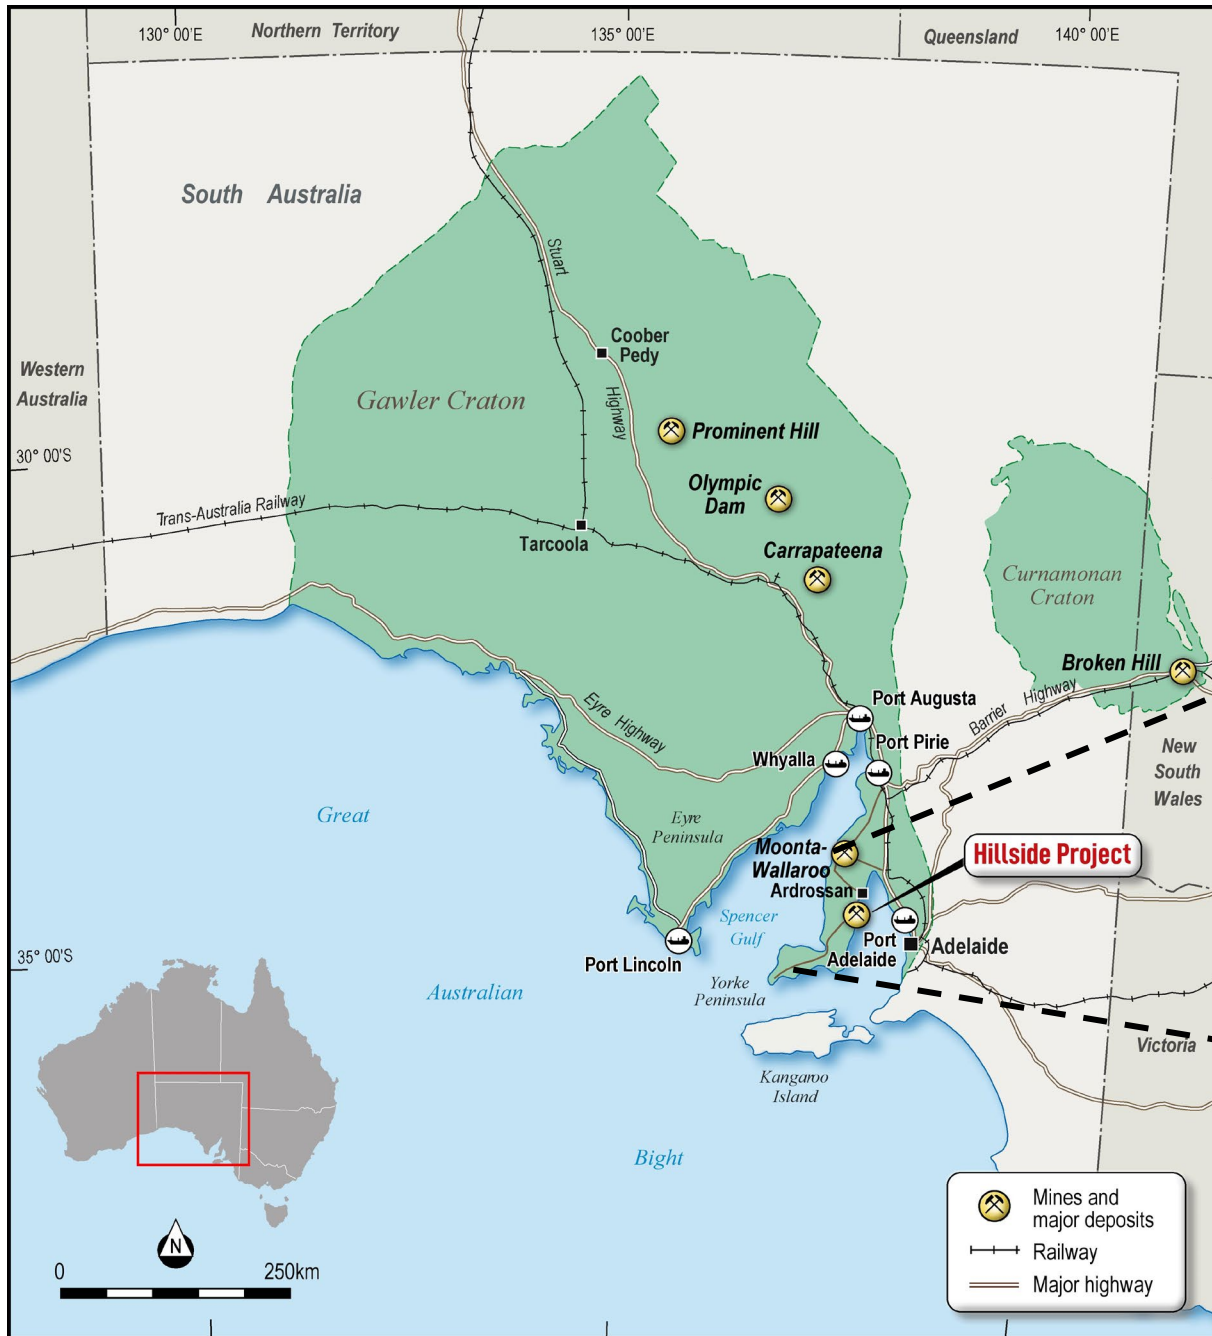 130° 00'E
Northern Territory
135° 00'E
Queensland
140° 00'E
South Australia
Stuart
Coober
Pedy
Western
Australia
Gawler Craton
Highway
Prominent Hill
30° 00'S
Olympic
Dam
Trans-Australia Railway
Tarcoola
Carrapateena
Curnamonan
Craton
Broken Hill
Port Augusta
Barrier Highway
Eyre Highway
Port Pirie
Whyalla
New
South
Wales
Great
Eyre
Peninsula
Moonta-
Wallaroo
Hillside Project
Ardrossan
Spencer
Gulf
Port
Adelaide
Adelaide
35° 00'S
Port Lincoln
Yorke
Peninsula
Australian
Victoria
Kangaroo
Island
Bight
Mines and
major deposits
Railway
Major highway
N
0 250km